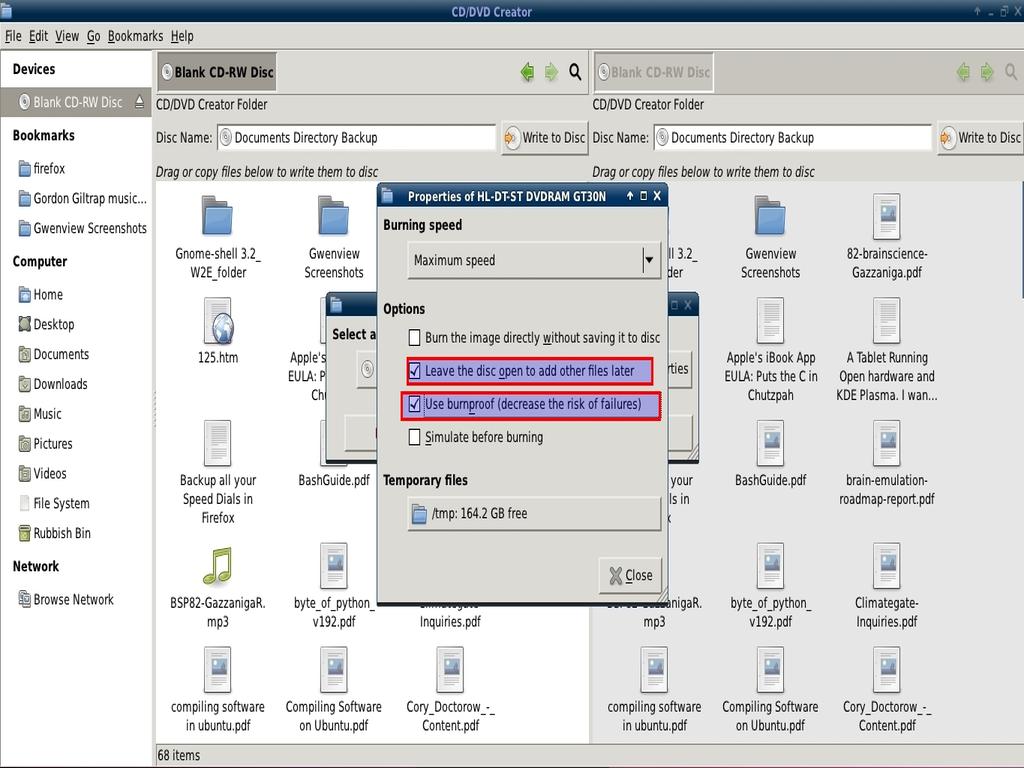 CD/DVD Creator
File Edit View Go Bookmarks Help
Devices
Blank CD-RW Disc
Bookmarks
firefox
Gordon Giltrap music...
Gwenview Screenshots
Computer
Home
Desktop
Documents
Downloads
Music
Pictures
Videos
File System
Rubbish Bin
Network
Browse Network
Blank CD-RW Disc
CD/DVD Creator Folder
Disc Name: Documents Directory Backup Write to Disc
Drag or copy files below to write them to disc
Gnome-shell 3.2_
W2E_folder
Gwenview
Screenshots
125.htm
Apple's
EULA: P
Ch
Backup all your
Speed Dials in
Firefox
BashGuide.pdf
BSP82-GazzanigaR.
mp3
byte_of_python_
v192.pdf
Climategate-
Inquiries.pdf
compiling software
in ubuntu.pdf
Compiling Software
on Ubuntu.pdf
Cory_Doctorow_-_
Content.pdf
68 items
Select a
rties
Properties of HL-DT-ST DVDRAM GT30N
Burning speed
Maximum speed
Options
Burn the image directly without saving it to disc
Leave the disc open to add other files later
Use burnproof (decrease the risk of failures)
Simulate before burning
Temporary files
/tmp: 164.2 GB free
Close
Blank CD-RW Disc
CD/DVD Creator Folder
Disc Name: Documents Directory Backup Write to Disc
Drag or copy files below to write them to disc
ll 3.2_
der
Gwenview
Screenshots
82-brainscience-
Gazzaniga.pdf
Apple's iBook App
EULA: Puts the C in
Chutzpah
A Tablet Running
Open hardware and
KDE Plasma. I wan...
your
ls in
BashGuide.pdf
brain-emulation-
roadmap-report.pdf
BSP82-GazzanigaR.
mp3
byte_of_python_
v192.pdf
Climategate-
Inquiries.pdf
compiling software
in ubuntu.pdf
Compiling Software
on Ubuntu.pdf
Cory_Doctorow_-_
Content.pdf